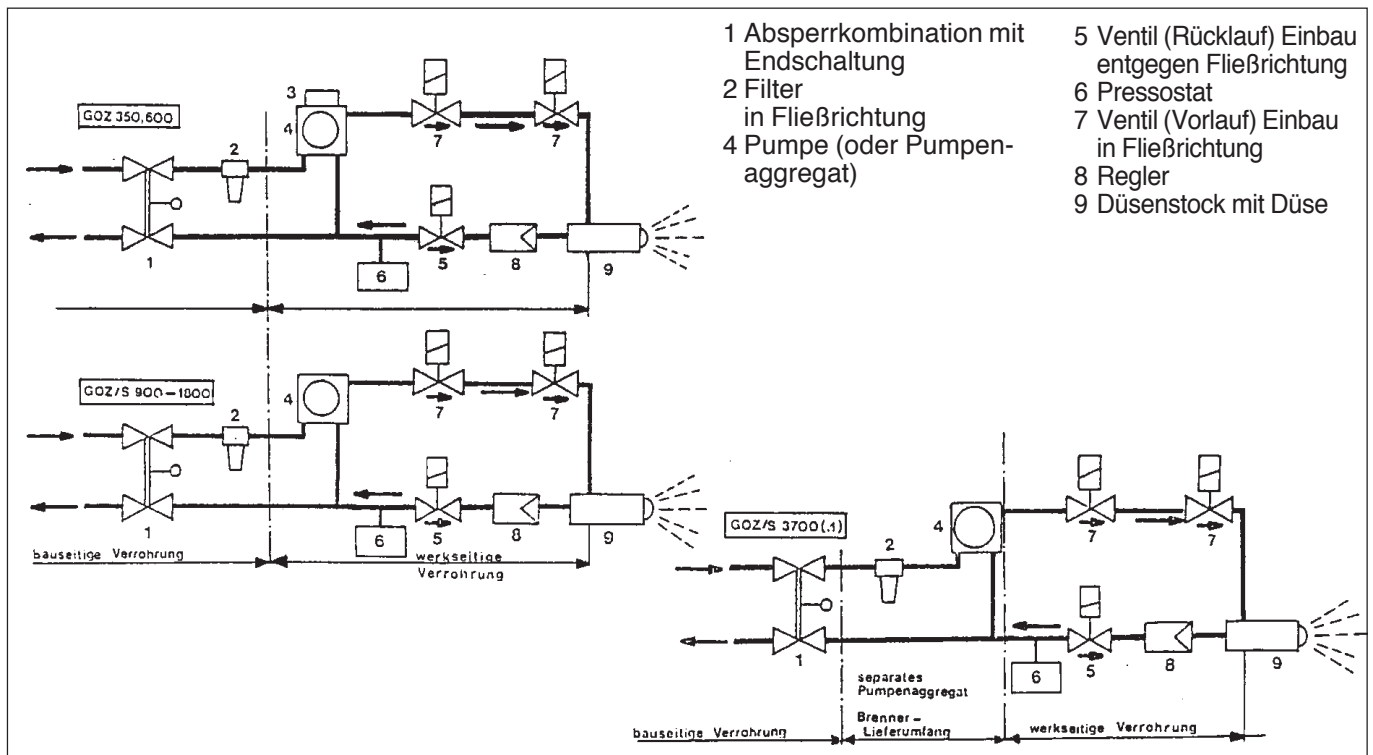 1 Absperrkombination mit
Endschaltung
2 Filter
in Fließrichtung
4 Pumpe (oder Pumpen-
aggregat)
5 Ventil (Rücklauf) Einbau
entgegen Fließrichtung
6 Pressostat
7 Ventil (Vorlauf) Einbau
in Fließrichtung
8 Regler
9 Düsenstock mit Düse
GOZ 350,600
3
4
2
7
7
1
6
5
8
9
GOZ/S 900-1800
4
2
7
7
1
6
5
8
9
bauseitige Verrohrung
werkseitige
Verrohrung
GOZ/S 3700(.1)
4
2
7
7
1
6
5
8
9
separates
Pumpenaggregat
Brenner-
Lieferumfang
bauseitige Verrohrung
werkseitige Verrohrung